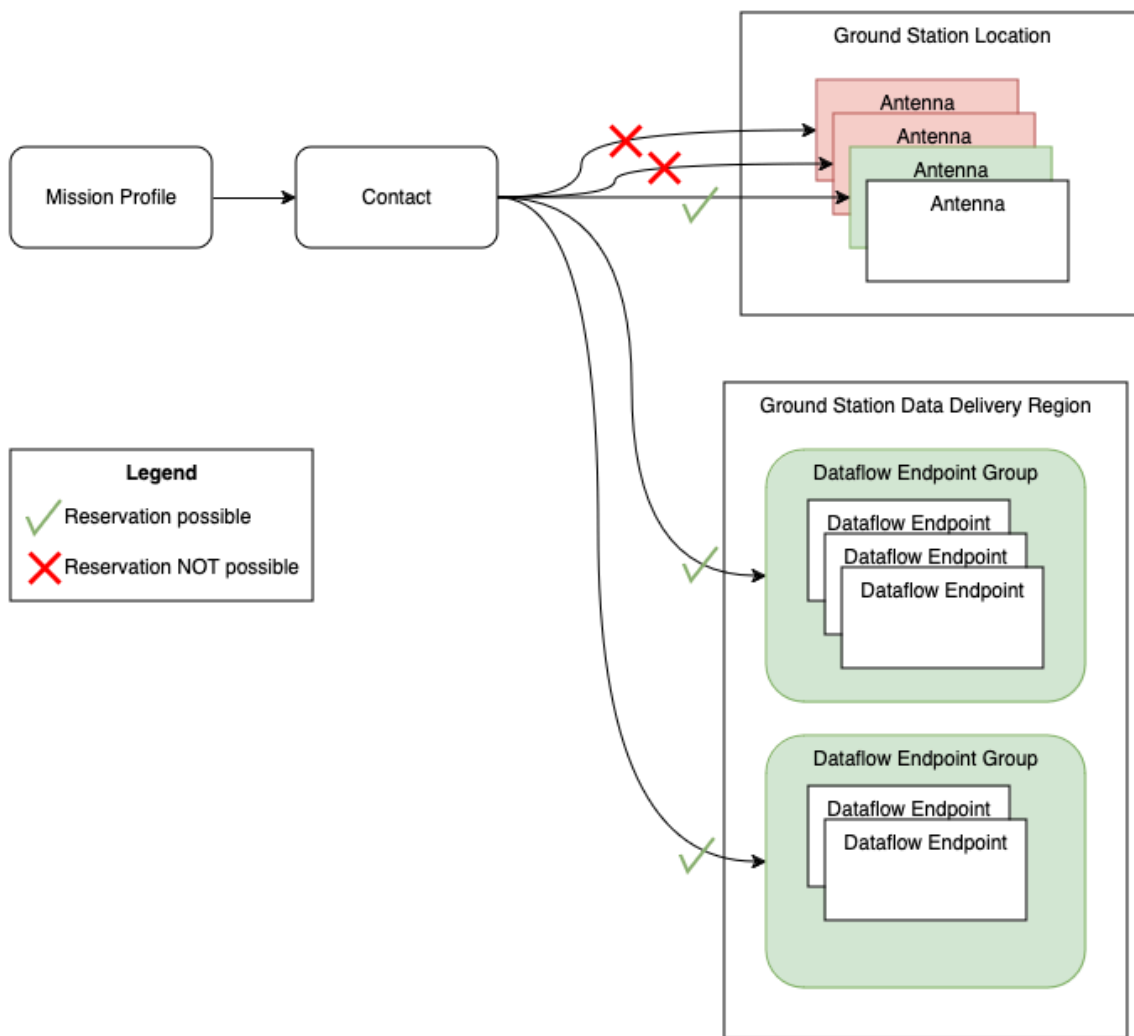 Ground Station Location
Antenna
Antenna
Antenna
Antenna
Mission Profile
Contact
Ground Station Data Delivery Region
Dataflow Endpoint Group
Dataflow Endpoint
Dataflow Endpoint
Dataflow Endpoint
Dataflow Endpoint Group
Dataflow Endpoint
Dataflow Endpoint
Legend
Reservation possible
Reservation NOT possible